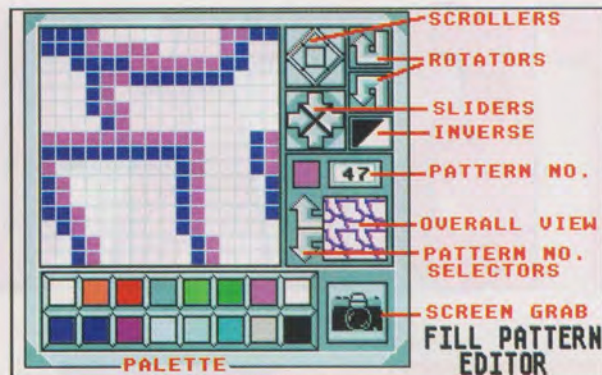 SCROLLERS
ROTATORS
SLIDERS
INVERSE
47
PATTERN NO.
OVERALL VIEW
PATTERN NO.
SELECTORS
SCREEN GRAB
FILL PATTERN
EDITOR
PALETTE